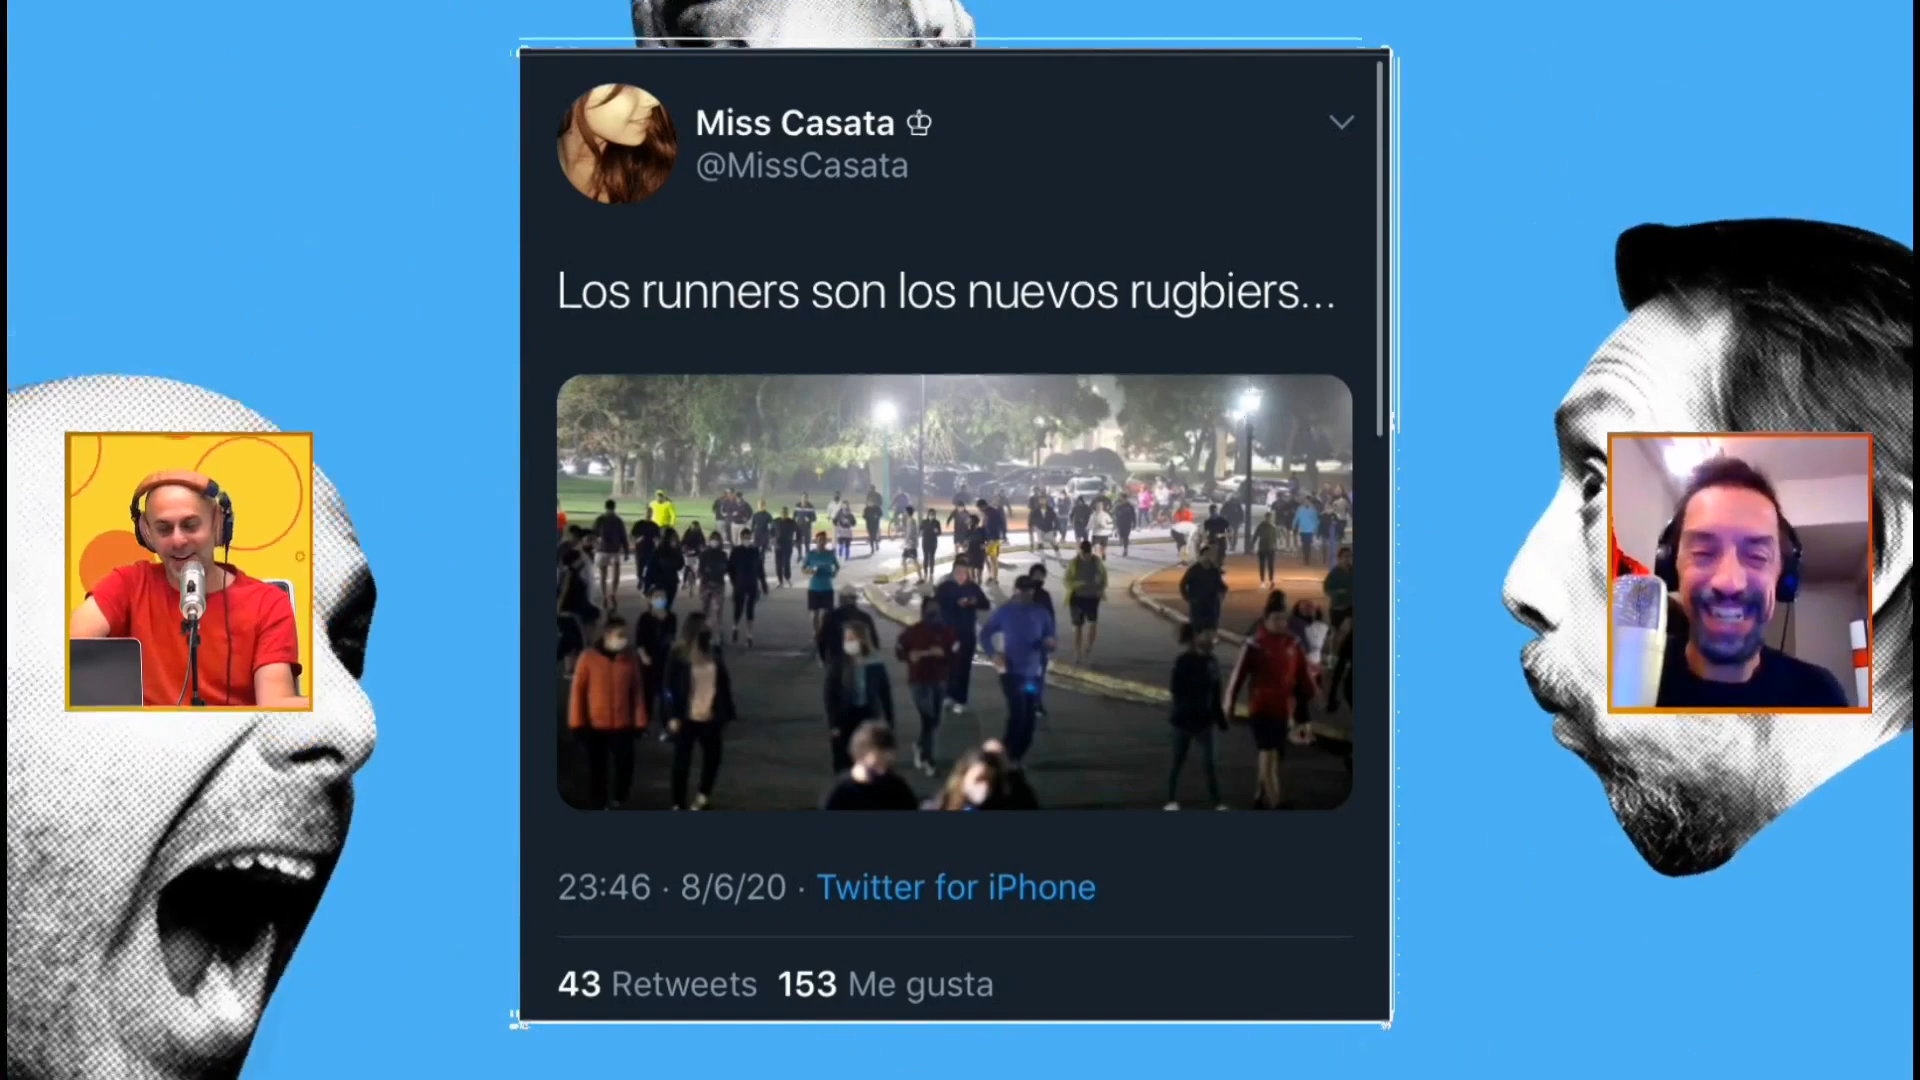 Miss Casata ♔
@MissCasata
Los runners son los nuevos rugbiers...
23:46 · 8/6/20 · Twitter for iPhone
43 Retweets 153 Me gusta